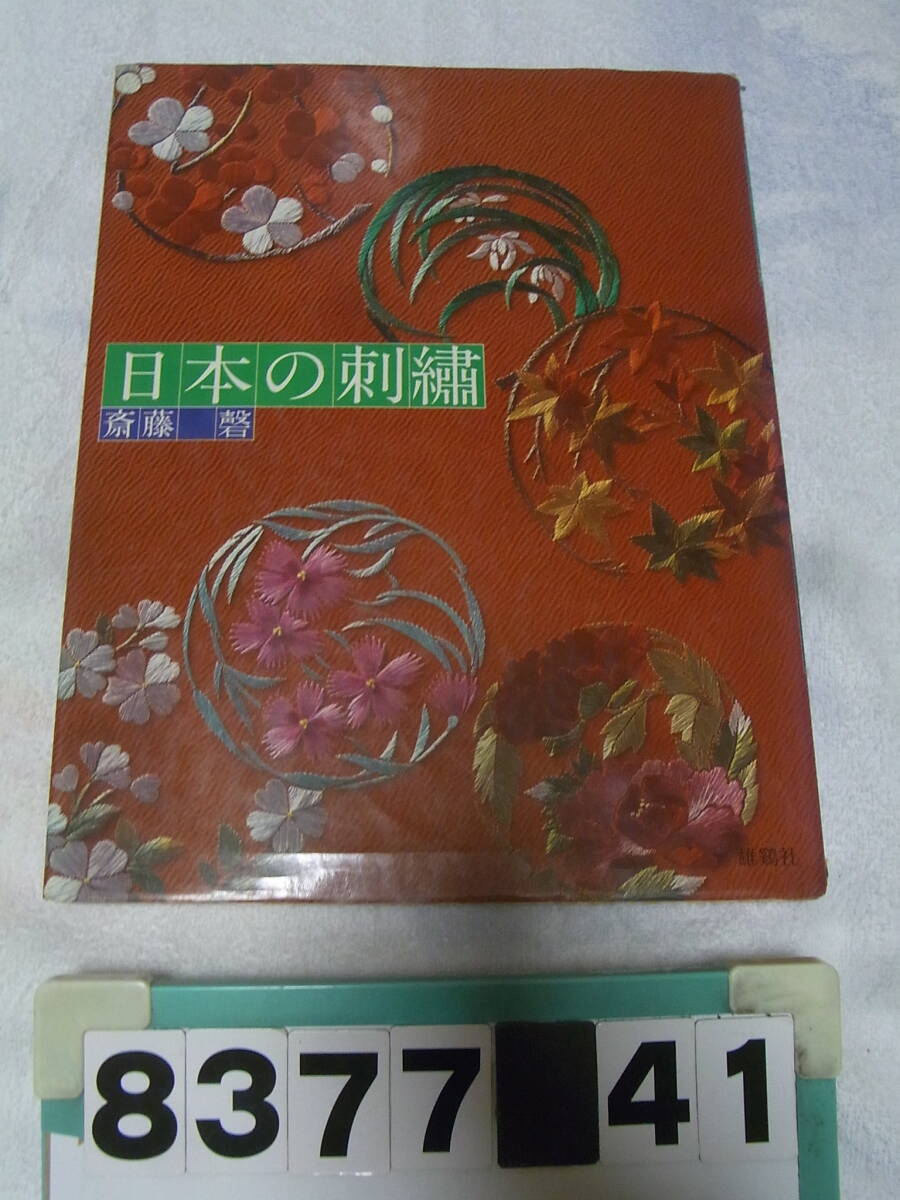 日本の刺繍
斎藤 磬
雄鶏社
8377 41